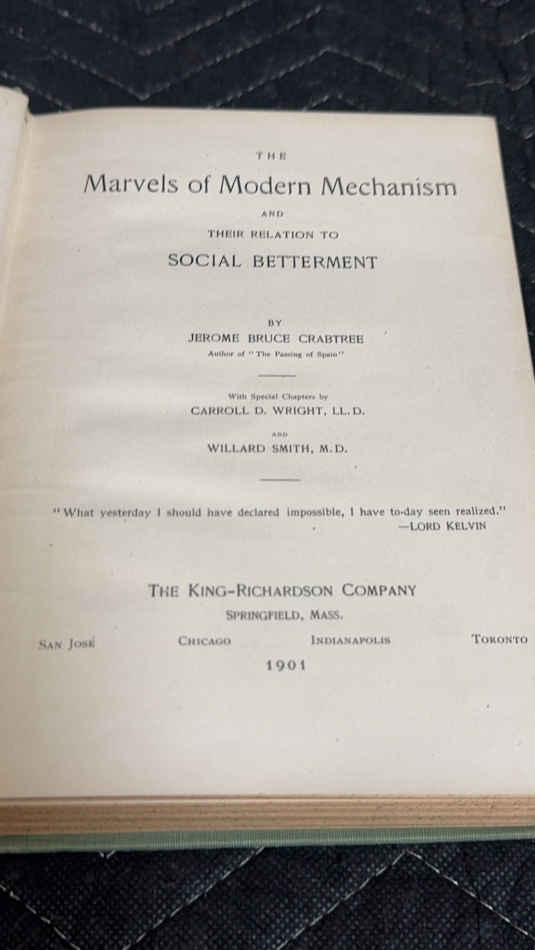 THE
Marvels of Modern Mechanism
AND
THEIR RELATION TO
SOCIAL BETTERMENT
BY
JEROME BRUCE CRABTREE
Author of "The Passing of Spain"
With Special Chapters by
CARROLL D. WRIGHT, LL.D.
AND
WILLARD SMITH, M.D.
"What yesterday I should have declared impossible, I have to-day seen realized."
—LORD KELVIN
THE KING-RICHARDSON COMPANY
SPRINGFIELD, MASS.
SAN JOSÉ CHICAGO INDIANAPOLIS TORONTO
1901